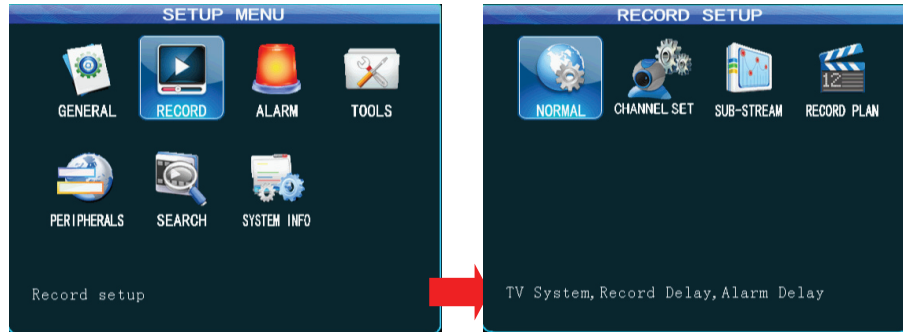 SETUP MENU
GENERAL
RECORD
ALARM
TOOLS
PERIPHERALS
SEARCH
SYSTEM INFO
Record setup
RECORD SETUP
NORMAL
CHANNEL SET
SUB-STREAM
12
RECORD PLAN
TV System,Record Delay,Alarm Delay